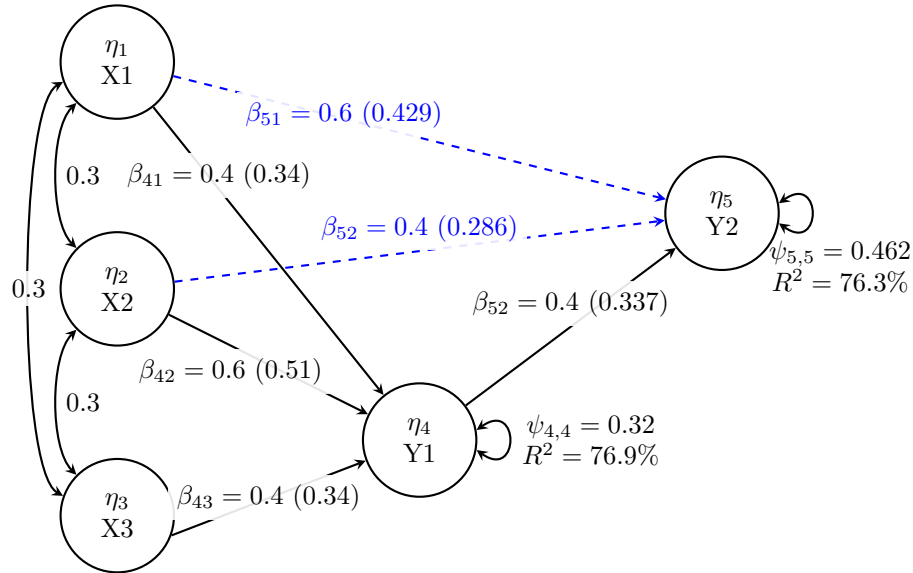 η₁
X1
β₅₁ = 0.6 (0.429)
0.3
β₄₁ = 0.4 (0.34)
η₅
Y2
β₅₂ = 0.4 (0.286)
ψ₅,₅ = 0.462
R² = 76.3%
η₂
X2
0.3
β₅₂ = 0.4 (0.337)
β₄₂ = 0.6 (0.51)
0.3
η₄
Y1
ψ₄,₄ = 0.32
R² = 76.9%
β₄₃ = 0.4 (0.34)
η₃
X3